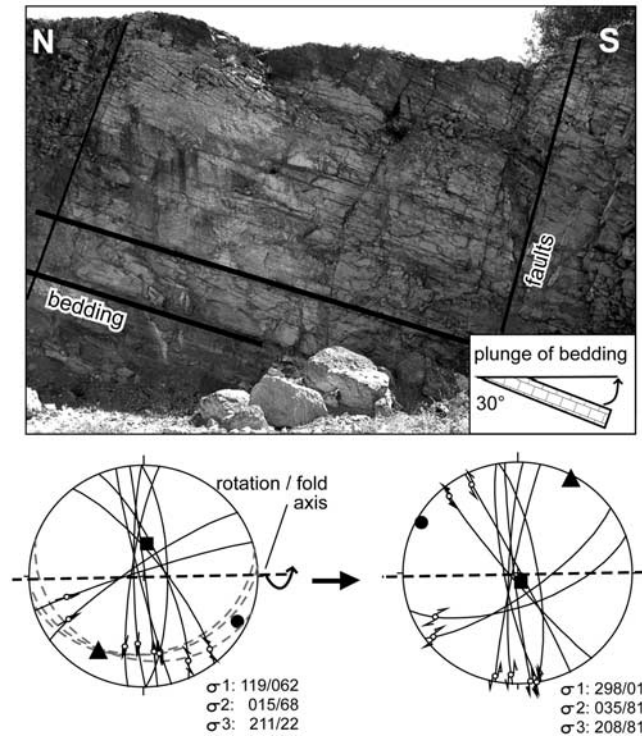 N
S
bedding
faults
plunge of bedding
30°
rotation / fold
axis
σ1: 119/062
σ2: 015/68
σ3: 211/22
σ1: 298/01
σ2: 035/81
σ3: 208/81